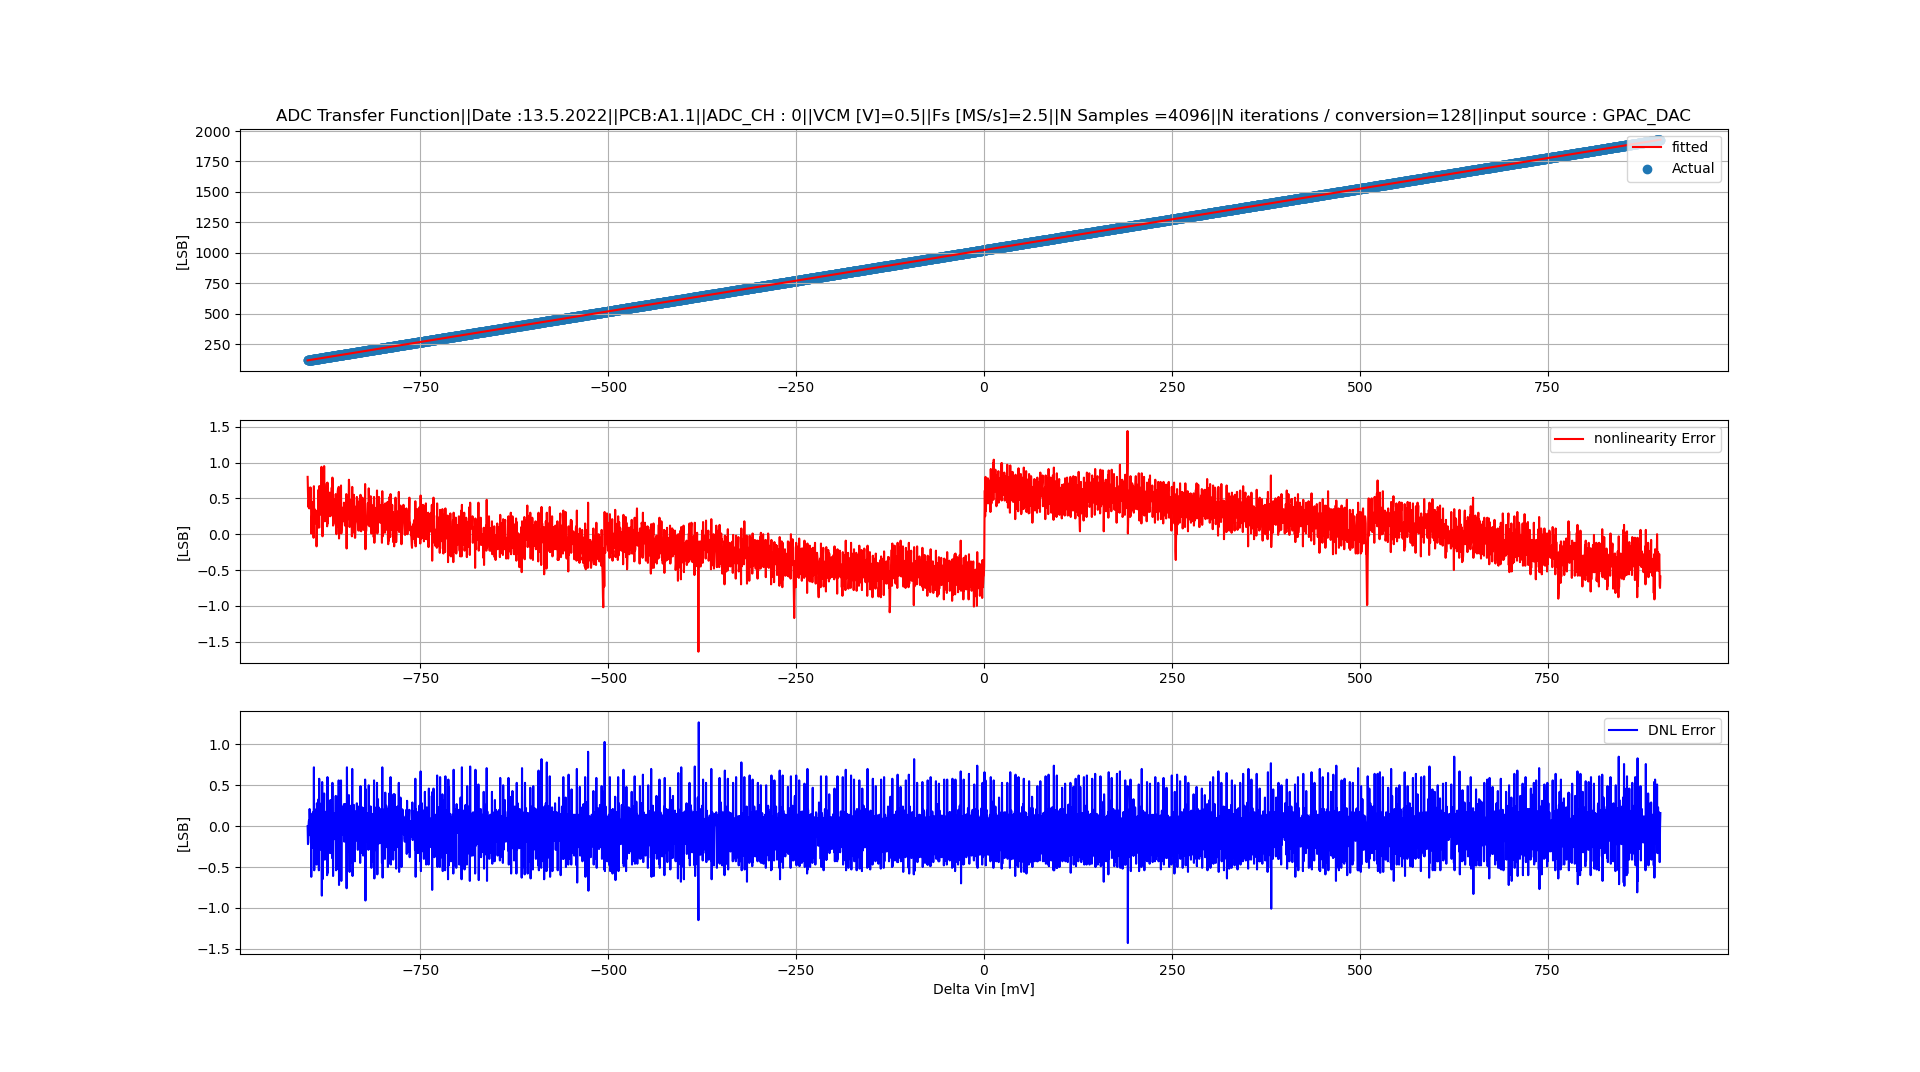 ADC Transfer Function||Date :13.5.2022||PCB:A1.1||ADC_CH : 0||VCM [V]=0.5||Fs [MS/s]=2.5||N Samples =4096||N iterations / conversion=128||input source : GPAC_DAC
2000
1750
1500
1250
1000
750
500
250
[LSB]
fitted
Actual
−750 −500 −250 0 250 500 750
1.5
1.0
0.5
0.0
−0.5
−1.0
−1.5
[LSB]
nonlinearity Error
−750 −500 −250 0 250 500 750
1.0
0.5
0.0
−0.5
−1.0
−1.5
[LSB]
DNL Error
−750 −500 −250 0 250 500 750
Delta Vin [mV]